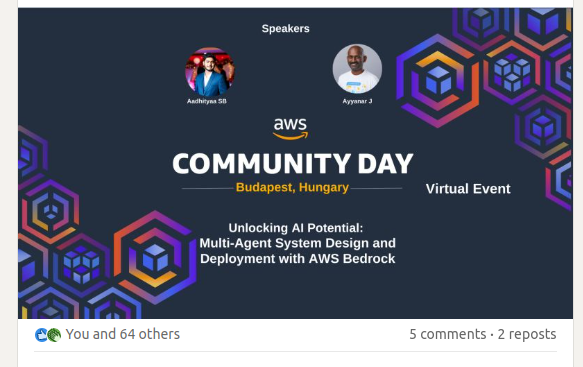 Speakers
Aadhityaa SB
Ayyanar J
aws
COMMUNITY DAY
Budapest, Hungary
Virtual Event
Unlocking AI Potential:
Multi-Agent System Design and
Deployment with AWS Bedrock
You and 64 others
5 comments · 2 reposts